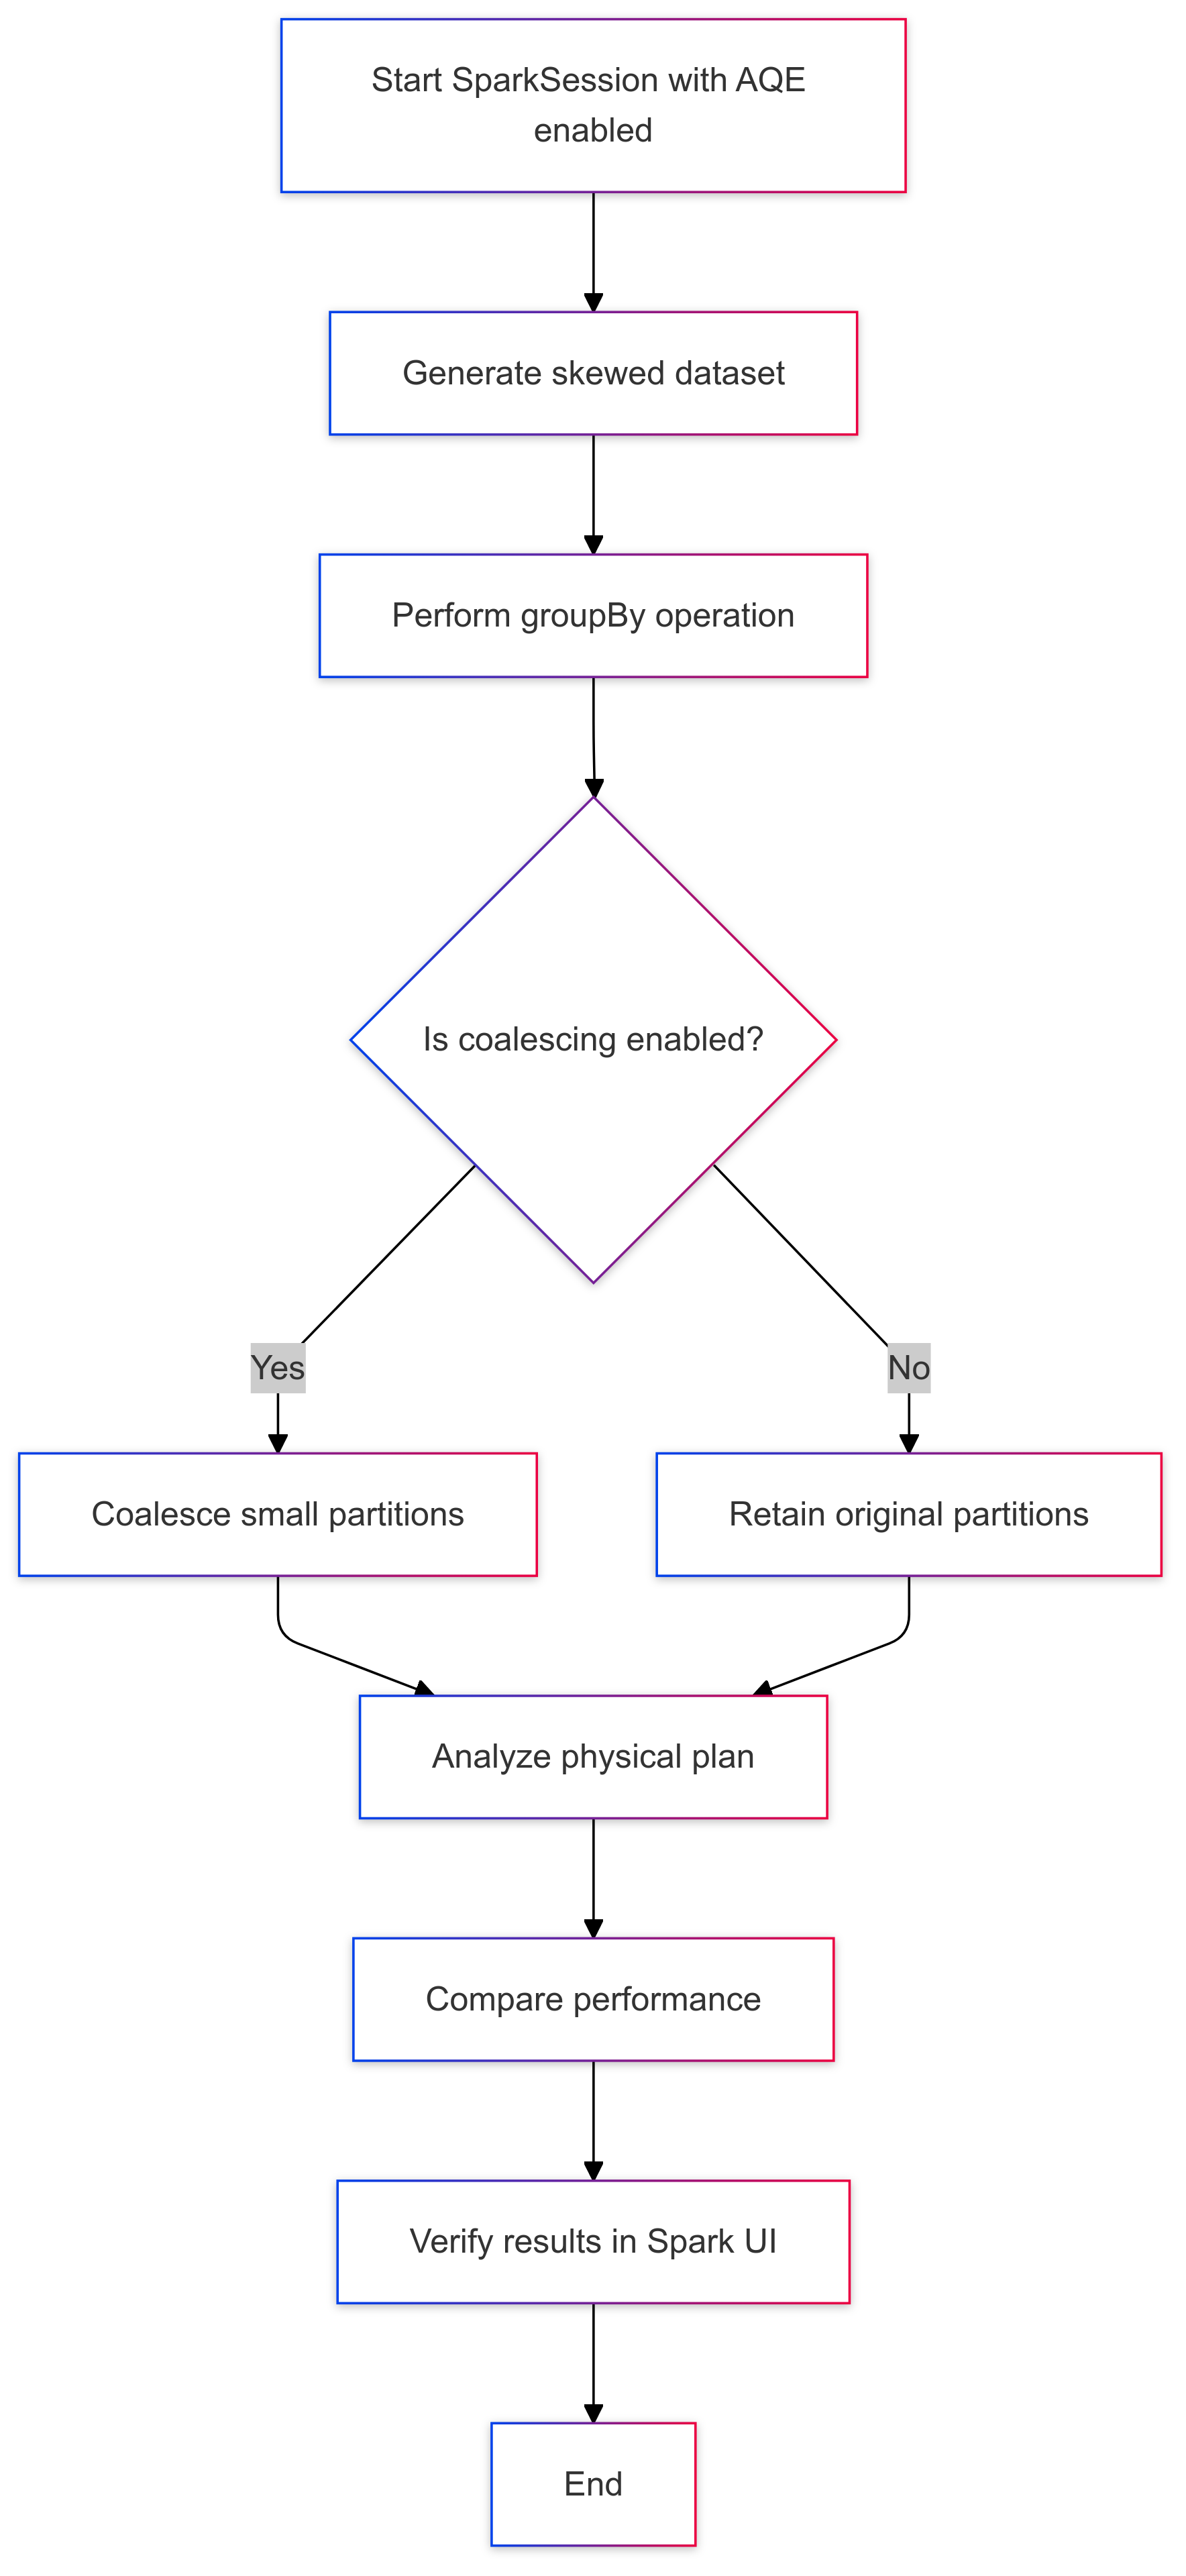 Start SparkSession with AQE
enabled
Generate skewed dataset
Perform groupBy operation
Is coalescing enabled?
Yes
No
Coalesce small partitions
Retain original partitions
Analyze physical plan
Compare performance
Verify results in Spark UI
End